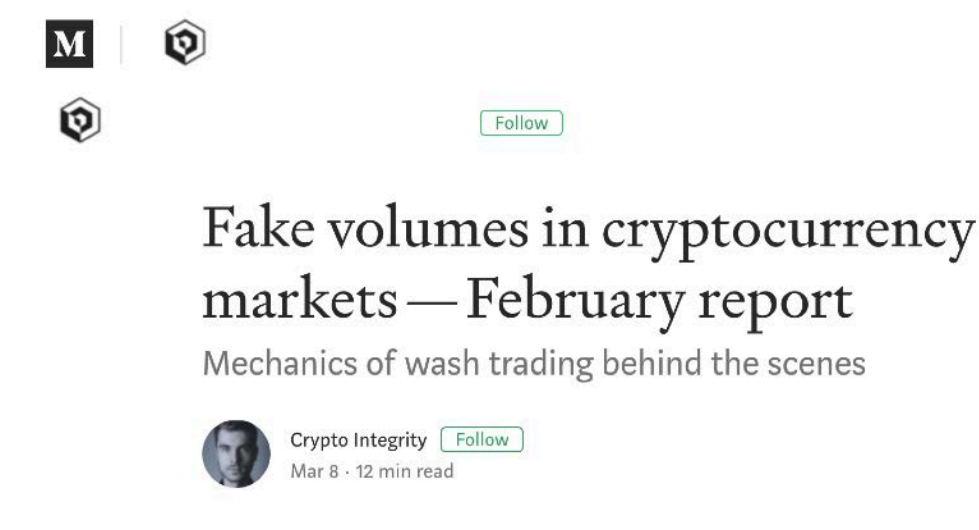 M
Follow
Fake volumes in cryptocurrency
markets — February report
Mechanics of wash trading behind the scenes
Crypto Integrity Follow
Mar 8 · 12 min read